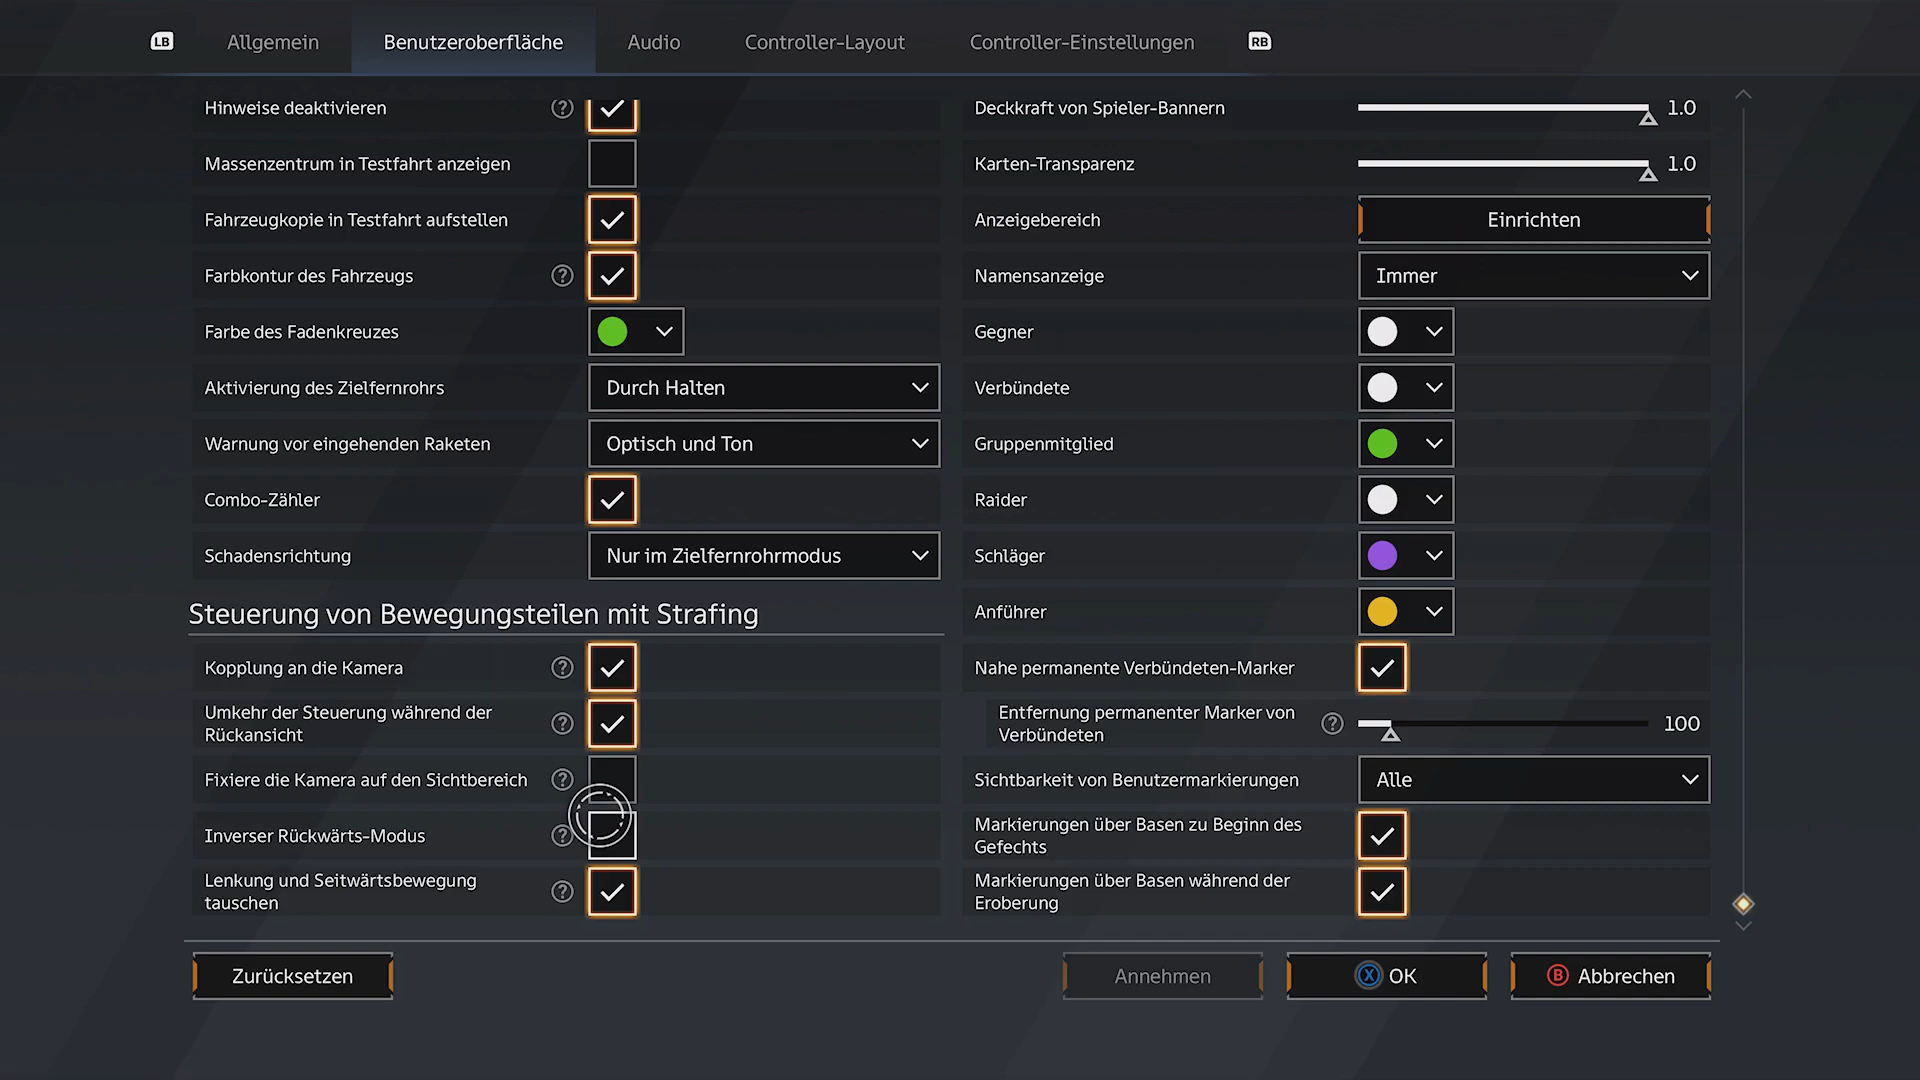 LB
Allgemein
Benutzeroberfläche
Audio
Controller-Layout
Controller-Einstellungen
RB
Hinweise deaktivieren ?
Massenzentrum in Testfahrt anzeigen
Fahrzeugkopie in Testfahrt aufstellen
Farbkontur des Fahrzeugs ?
Farbe des Fadenkreuzes
Aktivierung des Zielfernrohrs Durch Halten
Warnung vor eingehenden Raketen Optisch und Ton
Combo-Zähler
Schadensrichtung Nur im Zielfernrohrmodus
Steuerung von Bewegungsteilen mit Strafing
Kopplung an die Kamera ?
Umkehr der Steuerung während der
Rückansicht ?
Fixiere die Kamera auf den Sichtbereich ?
Inverser Rückwärts-Modus ?
Lenkung und Seitwärtsbewegung
tauschen ?
Deckkraft von Spieler-Bannern 1.0
Karten-Transparenz 1.0
Anzeigebereich Einrichten
Namensanzeige Immer
Gegner
Verbündete
Gruppenmitglied
Raider
Schläger
Anführer
Nahe permanente Verbündeten-Marker
Entfernung permanenter Marker von
Verbündeten ? 100
Sichtbarkeit von Benutzermarkierungen Alle
Markierungen über Basen zu Beginn des
Gefechts
Markierungen über Basen während der
Eroberung
Zurücksetzen
Annehmen
X OK
B Abbrechen